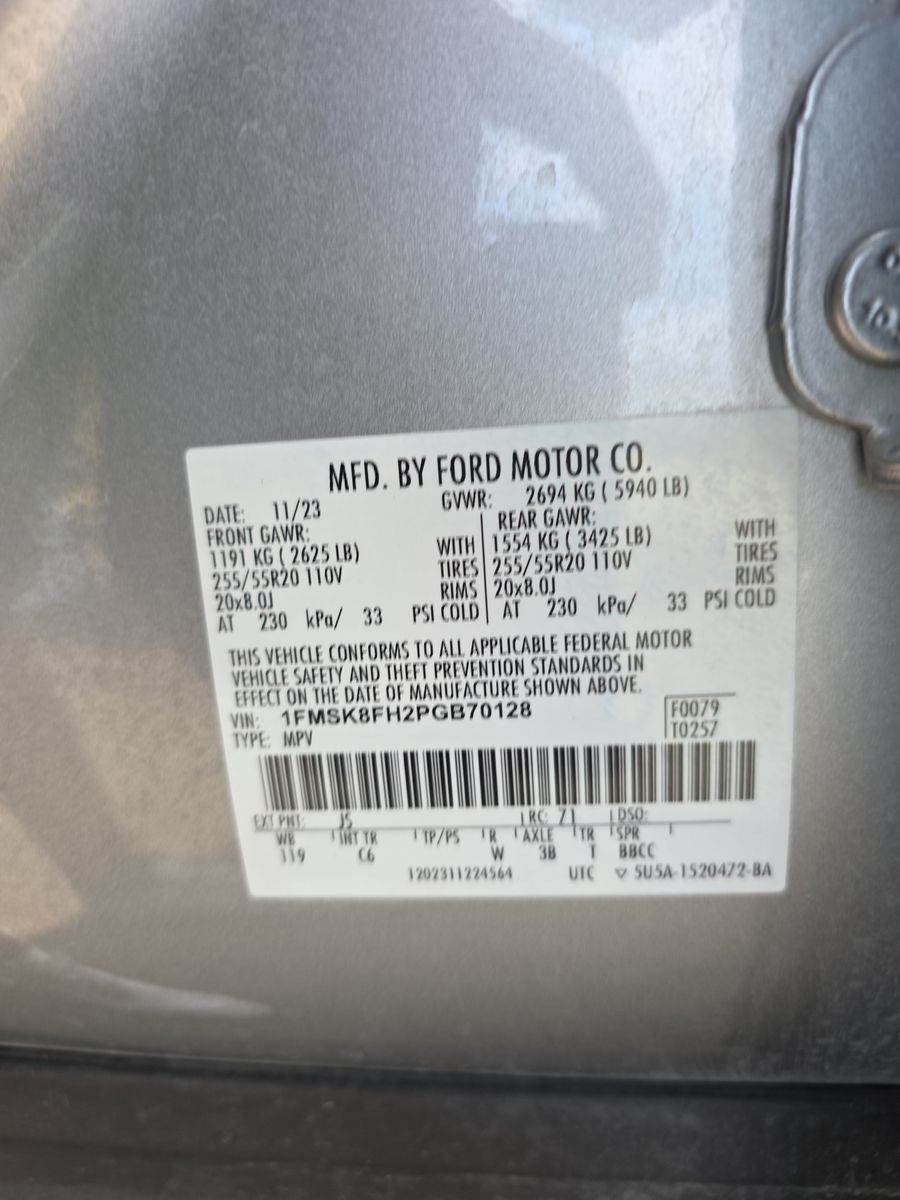 MFD. BY FORD MOTOR CO.
DATE: 11/23 GVWR: 2694 KG ( 5940 LB)
FRONT GAWR: REAR GAWR:
1191 KG ( 2625 LB) WITH 1554 KG ( 3425 LB) WITH
255/55R20 110V TIRES 255/55R20 110V TIRES
20x8.0J RIMS 20x8.0J RIMS
AT 230 kPa/ 33 PSI COLD AT 230 kPa/ 33 PSI COLD
THIS VEHICLE CONFORMS TO ALL APPLICABLE FEDERAL MOTOR
VEHICLE SAFETY AND THEFT PREVENTION STANDARDS IN
EFFECT ON THE DATE OF MANUFACTURE SHOWN ABOVE.
VIN: 1FMSK8FH2PGB70128 F0079
TYPE: MPV T0257
EXT PNT: JS RC: 71 DSO:
WB INT TR TP/PS R AXLE TR SPR
119 C6 W 3B T BBCC
1202311224564 UTC ▽ 5U5A-1520472-BA
10